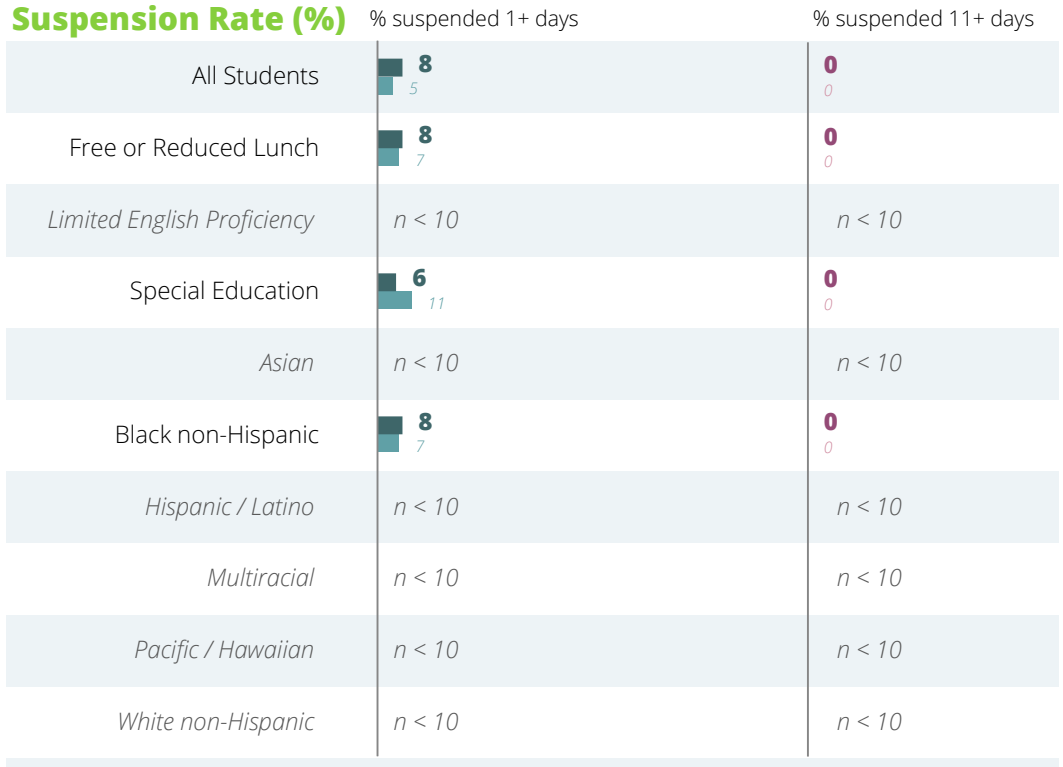 Suspension Rate (%) % suspended 1+ days % suspended 11+ days
All Students 8 0
5 0
Free or Reduced Lunch 8 0
7 0
Limited English Proficiency n < 10 n < 10
Special Education 6 0
11 0
Asian n < 10 n < 10
Black non-Hispanic 8 0
7 0
Hispanic / Latino n < 10 n < 10
Multiracial n < 10 n < 10
Pacific / Hawaiian n < 10 n < 10
White non-Hispanic n < 10 n < 10